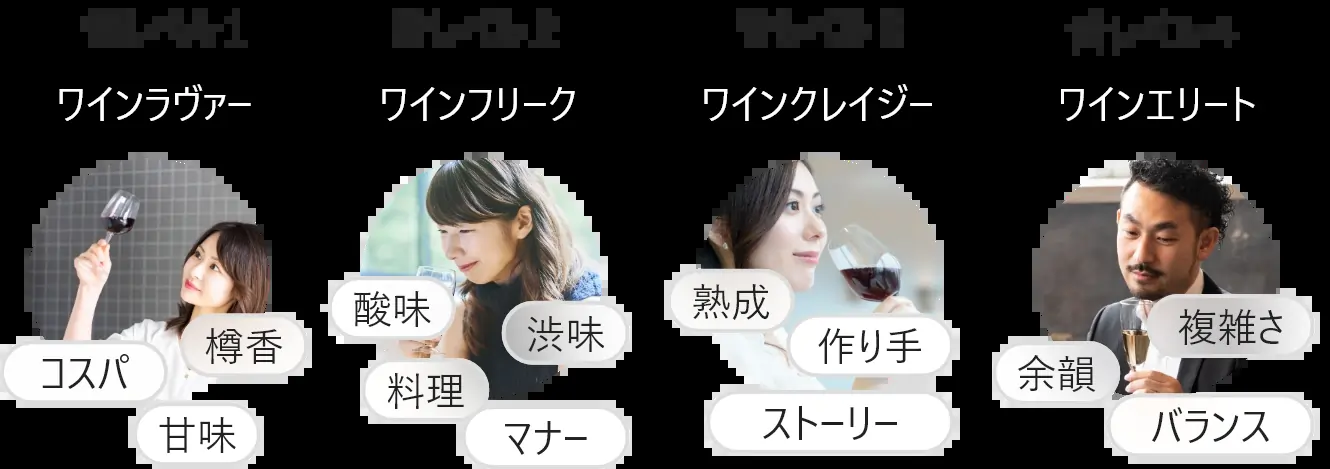 ワインラヴァー
ワインフリーク
ワインクレイジー
ワインエリート
コスパ
樽香
甘味
酸味
渋味
料理
マナー
熟成
作り手
ストーリー
複雑さ
余韻
バランス